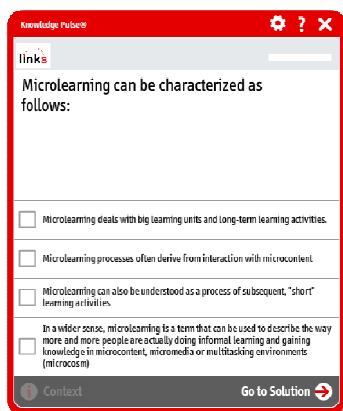 Knowledge Pulse®
? X
links
Microlearning can be characterized as
follows:
Microlearning deals with big learning units and long-term learning activities.
Microlearning processes often derive from interaction with microcontent
Microlearning can also be understood as a process of subsequent, "short"
learning activities
In a wider sense, microlearning is a term that can be used to describe the way
more and more people are actually doing informal learning and gaining
knowledge in microcontent, micromedia or multitasking environments
(microcosm)
i Context
Go to Solution